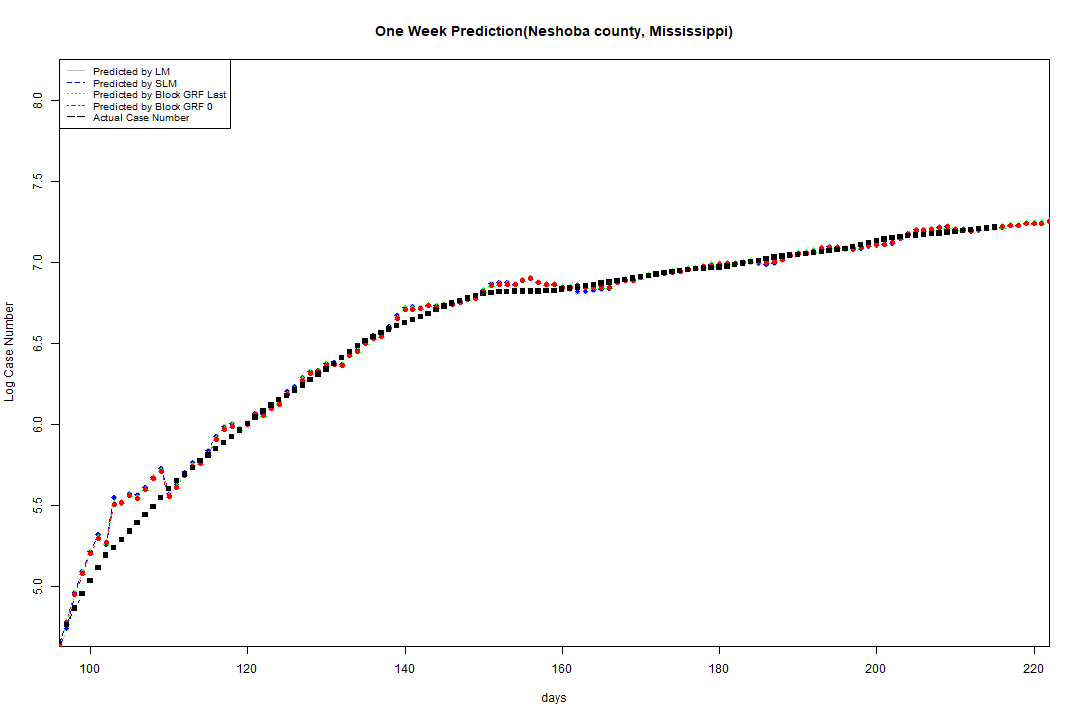 One Week Prediction(Neshoba county, Mississippi)
Predicted by LM
Predicted by SLM
Predicted by Block GRF Last
Predicted by Block GRF 0
Actual Case Number
8.0
7.5
7.0
6.5
6.0
5.5
5.0
Log Case Number
100 120 140 160 180 200 220
days